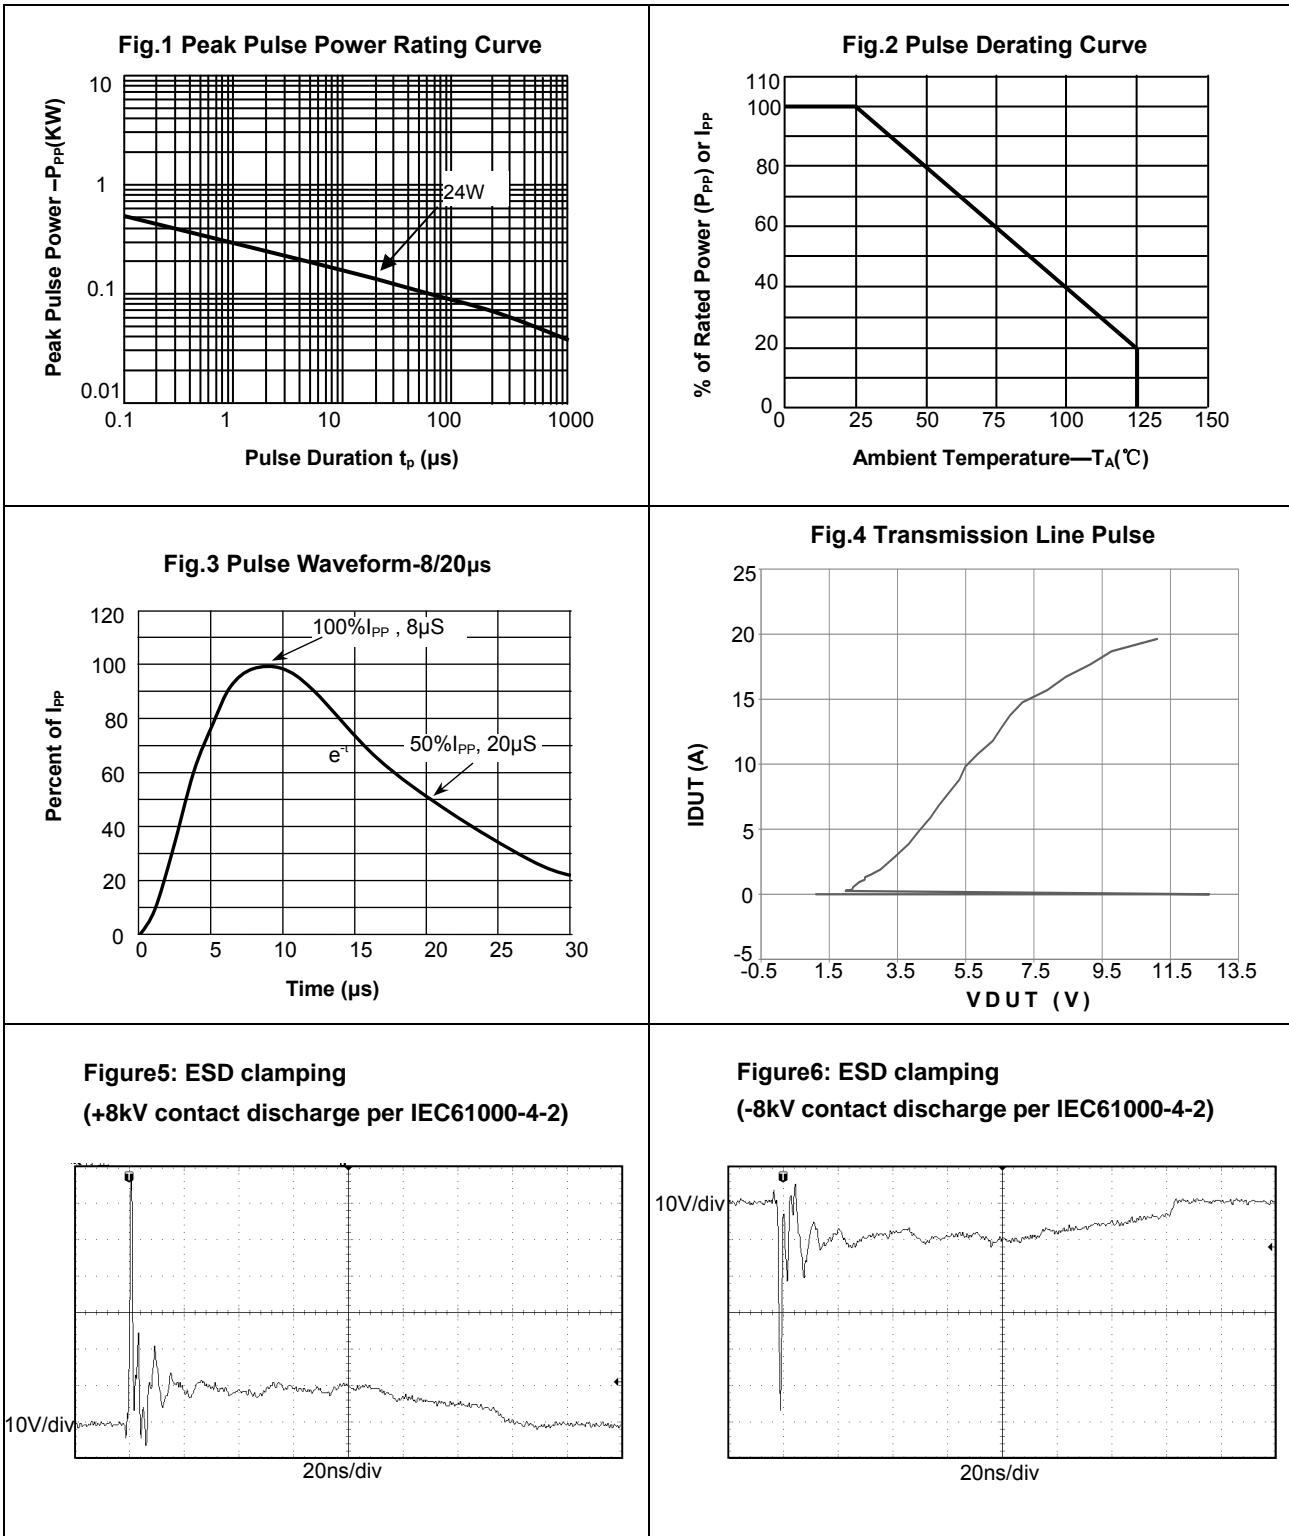 Fig.1 Peak Pulse Power Rating Curve
Peak Pulse Power –PPP(KW)
10
1
0.1
0.01
24W
0.1 1 10 100 1000
Pulse Duration tp (µs)
Fig.2 Pulse Derating Curve
% of Rated Power (PPP) or IPP
110
100
80
60
40
20
0
0 25 50 75 100 125 150
Ambient Temperature—TA(℃)
Fig.3 Pulse Waveform-8/20µs
Percent of IPP
120
100
80
60
40
20
0
100%IPP , 8µS
e-t
50%IPP, 20µS
0 5 10 15 20 25 30
Time (µs)
Fig.4 Transmission Line Pulse
IDUT (A)
25
20
15
10
5
0
-5
-0.5 1.5 3.5 5.5 7.5 9.5 11.5 13.5
VDUT (V)
Figure5: ESD clamping
(+8kV contact discharge per IEC61000-4-2)
T
10V/div
20ns/div
Figure6: ESD clamping
(-8kV contact discharge per IEC61000-4-2)
T
10V/div
20ns/div